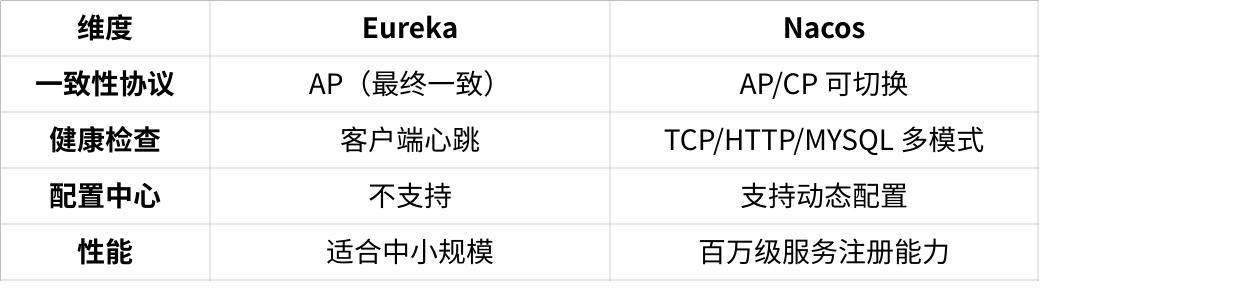 维度 Eureka Nacos
一致性协议 AP（最终一致） AP/CP 可切换
健康检查 客户端心跳 TCP/HTTP/MYSQL 多模式
配置中心 不支持 支持动态配置
性能 适合中小规模 百万级服务注册能力